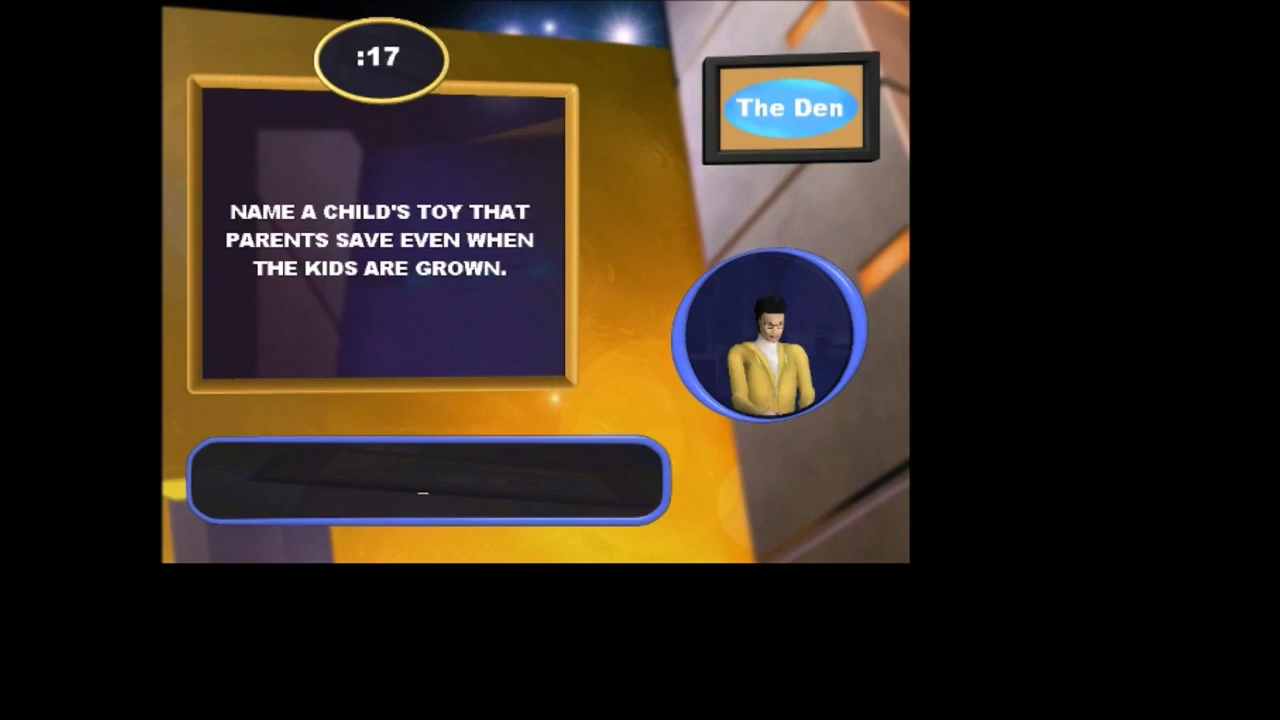 :17
The Den
NAME A CHILD'S TOY THAT
PARENTS SAVE EVEN WHEN
THE KIDS ARE GROWN.
_